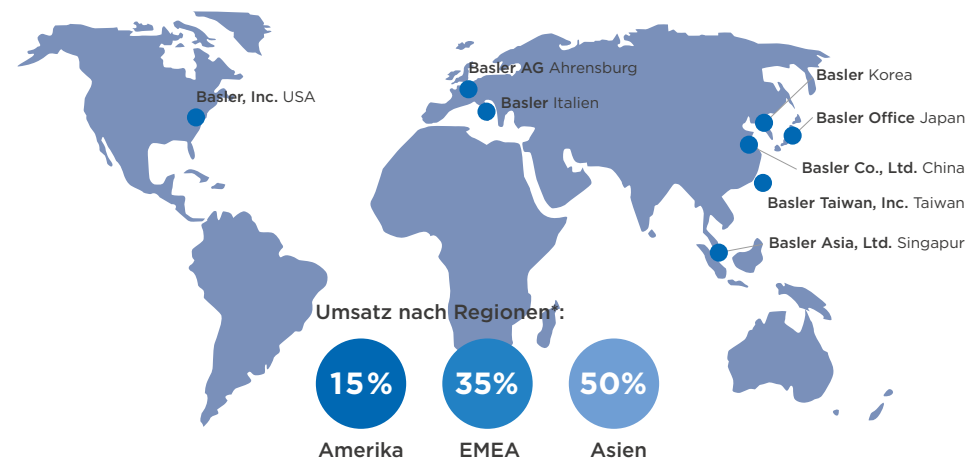 Basler AG Ahrensburg
Basler Korea
Basler, Inc. USA
Basler Italien
Basler Office Japan
Basler Co., Ltd. China
Basler Taiwan, Inc. Taiwan
Basler Asia, Ltd. Singapur
Umsatz nach Regionen*:
15% 35% 50%
Amerika EMEA Asien